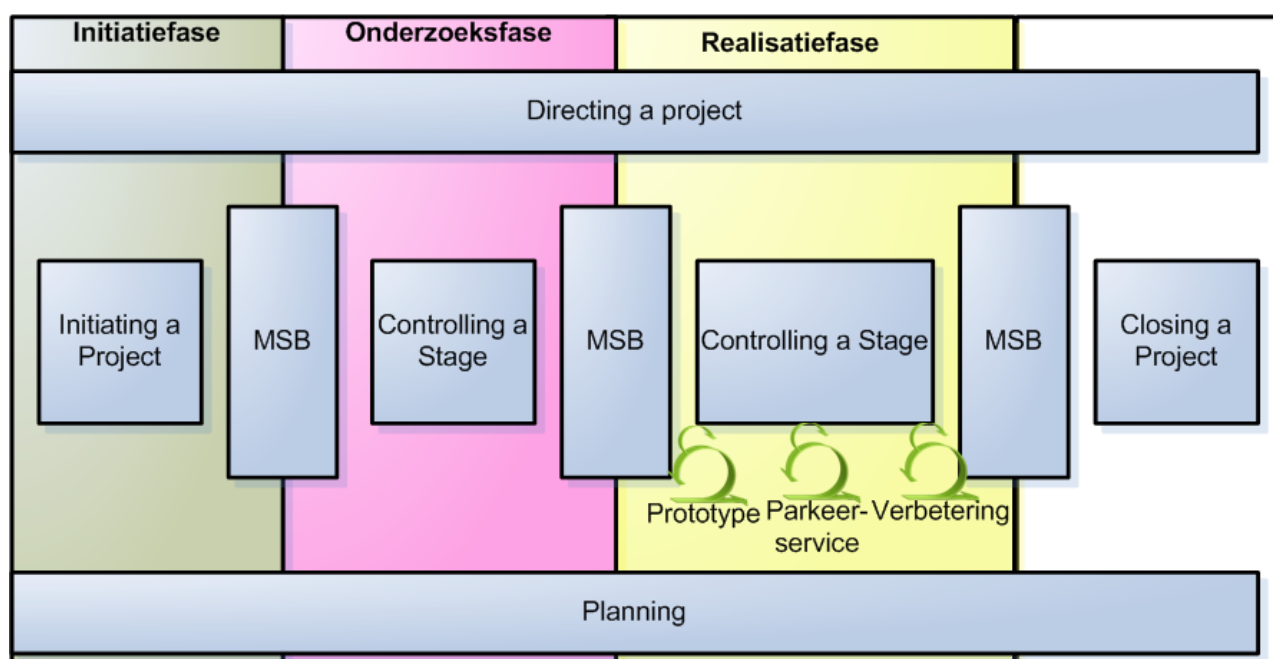 Initiatiefase
Onderzoeksfase
Realisatiefase
Directing a project
Initiating a
Project
MSB
Controlling a
Stage
MSB
Controlling a Stage
MSB
Closing a
Project
Prototype
Parkeer-
service
Verbetering
Planning